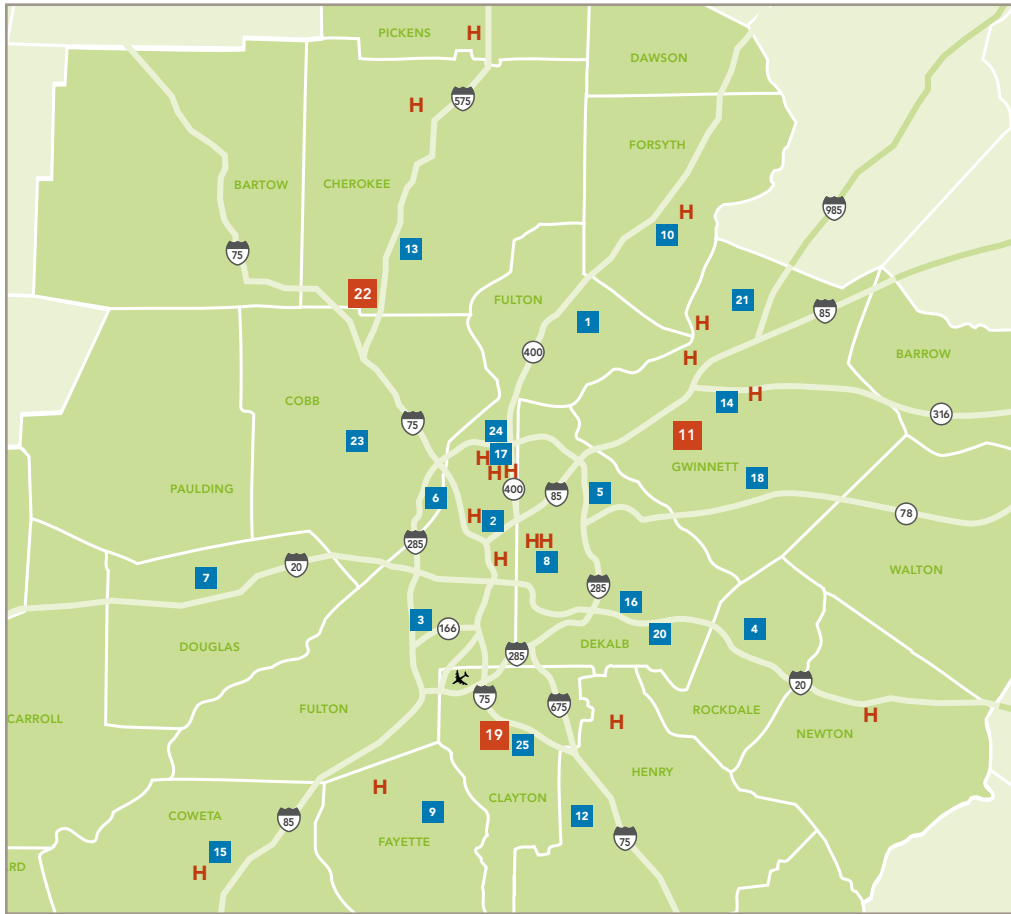 PICKENS
H
DAWSON
575
H
FORSYTH
BARTOW
CHEROKEE
985
H
10
13
75
22
FULTON
21
85
1
H
400
H
BARROW
H
COBB
14
316
75
24
11
23
17
H
GWINNETT
H
H
18
PAULDING
6
400
85
5
78
H
2
285
H
H
H
8
20
WALTON
7
285
16
3
166
4
20
DEKALB
DOUGLAS
285
20
75
675
FULTON
ROCKDALE
H
H
CARROLL
NEWTON
19
25
HENRY
H
CLAYTON
9
12
COWETA
85
75
FAYETTE
15
RD
H